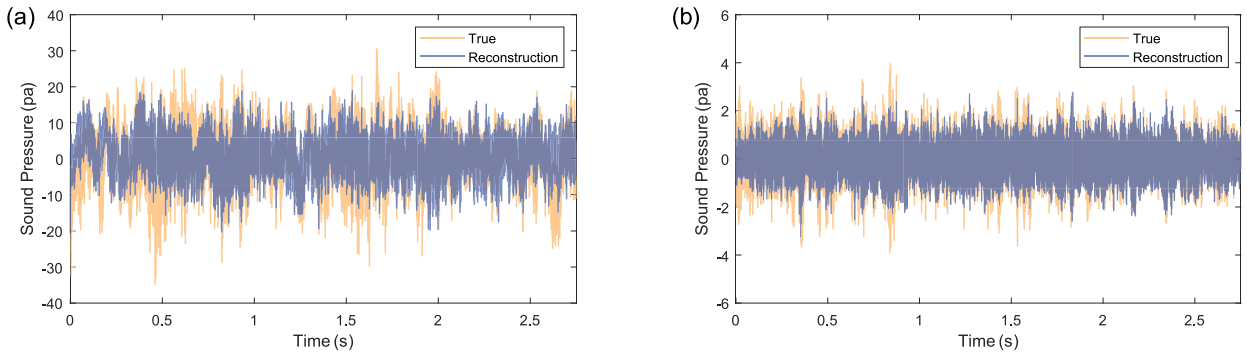 (a)
40
30
20
10
0
-10
-20
-30
-40
Sound Pressure (pa)
0
0.5
1
1.5
2
2.5
Time (s)
True
Reconstruction
(b)
6
4
2
0
-2
-4
-6
Sound Pressure (pa)
0
0.5
1
1.5
2
2.5
Time (s)
True
Reconstruction